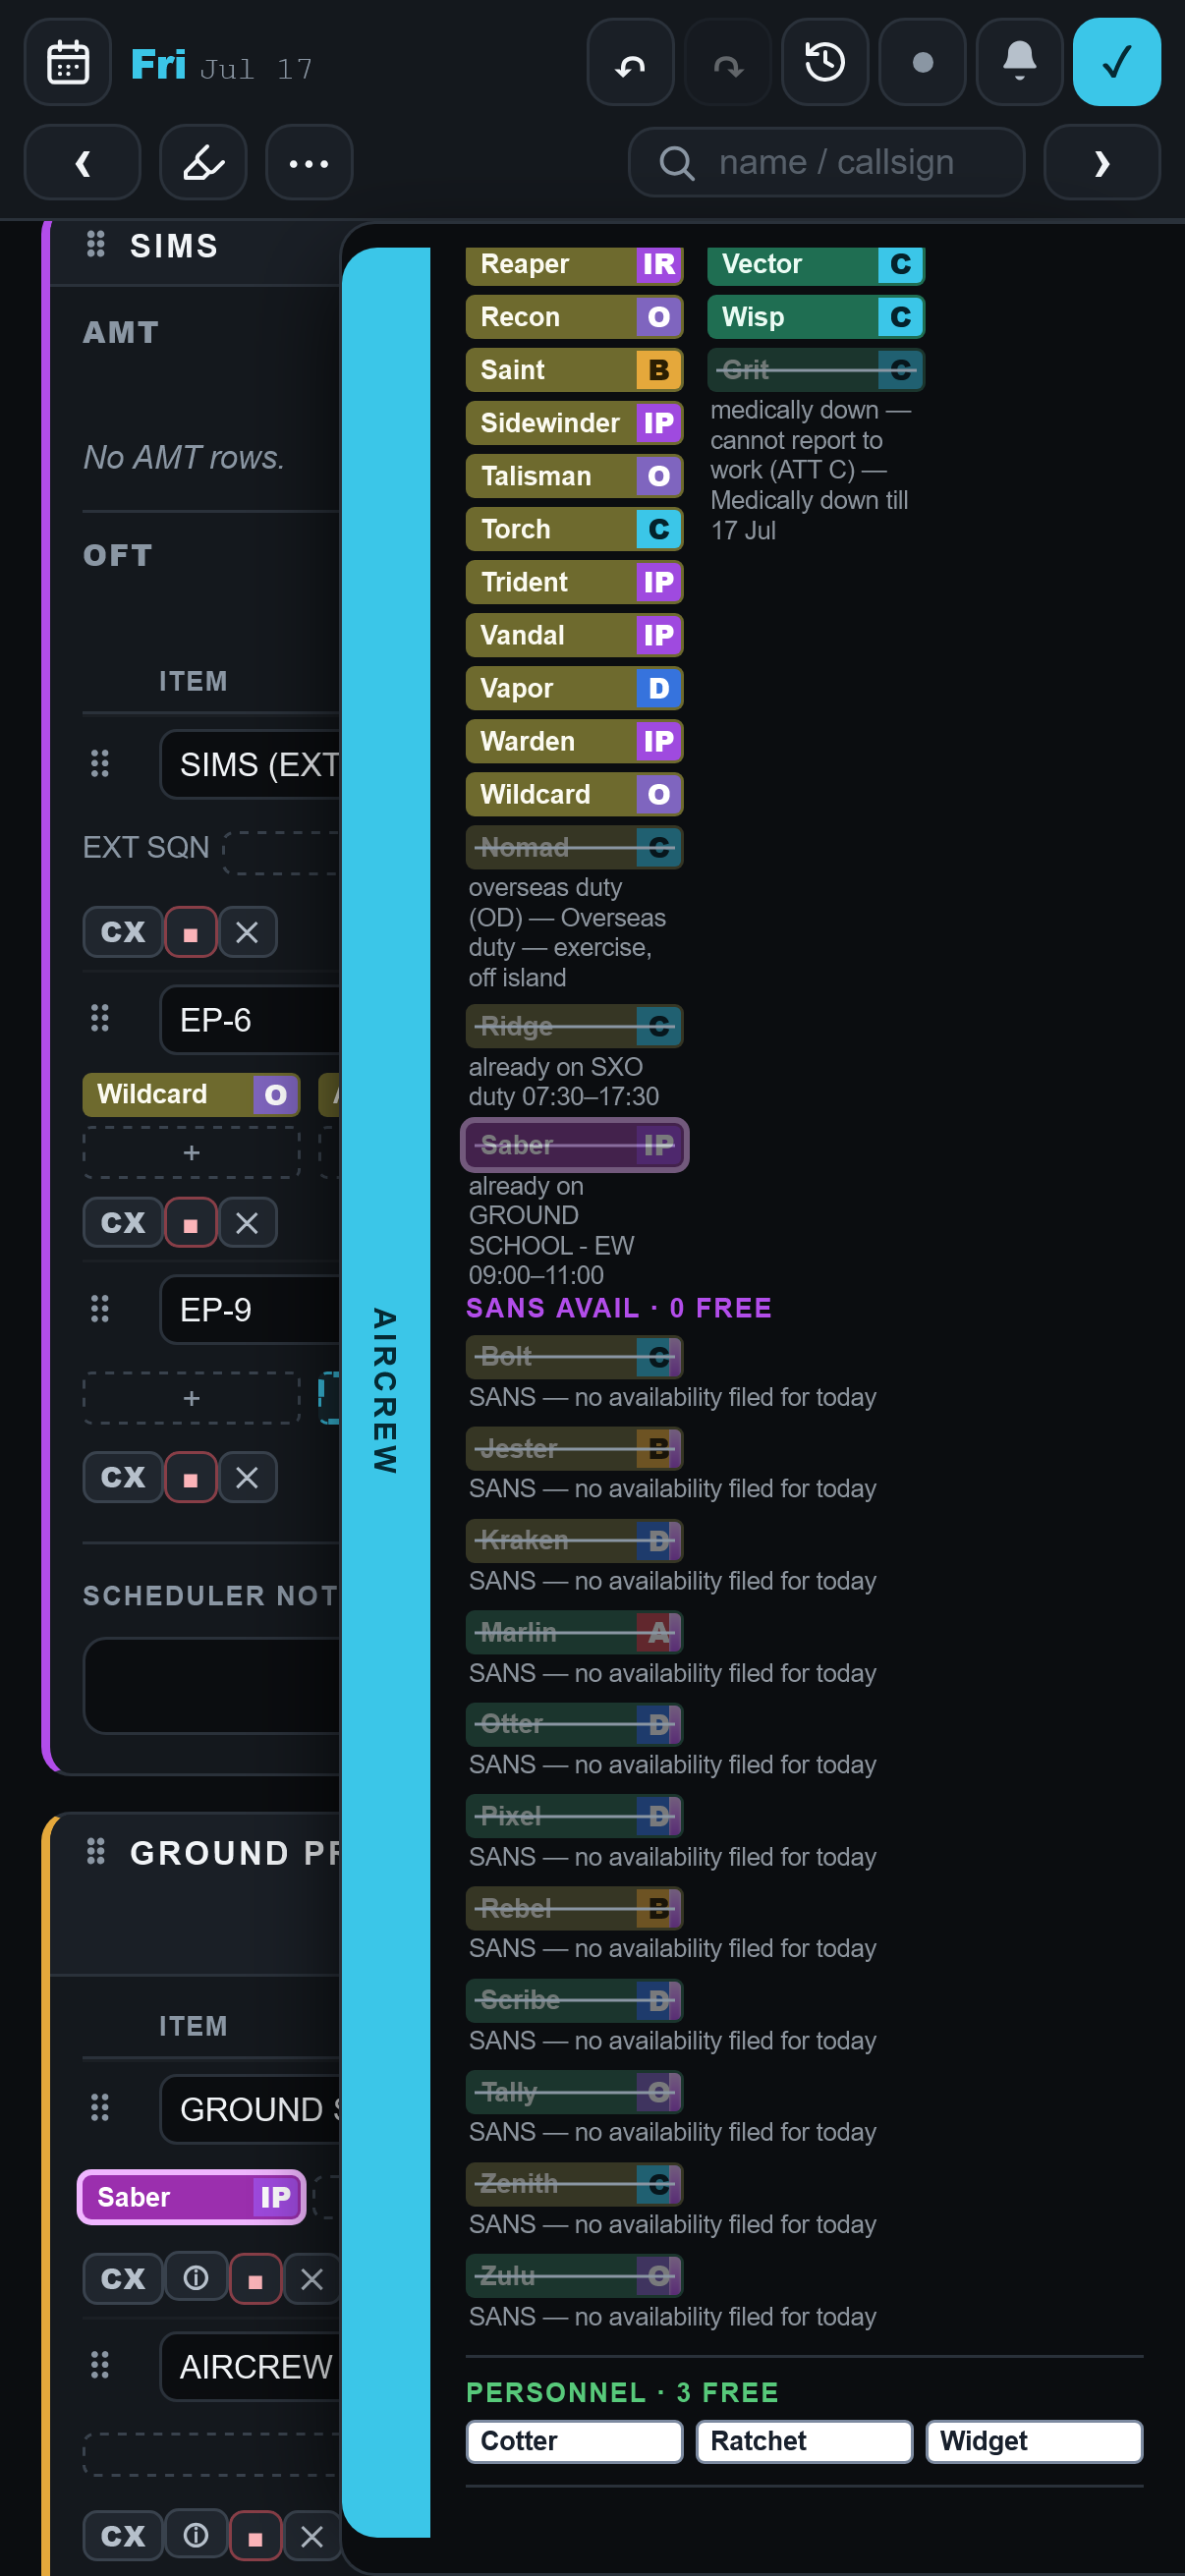 Fri Jul 17
name / callsign
SIMS
AMT
No AMT rows.
OFT
ITEM
SIMS (EXT
EXT SQN
CX
EP-6
Wildcard O
+
CX
EP-9
+
CX
SCHEDULER NOT
GROUND PR
ITEM
GROUND S
Saber IP
CX
AIRCREW
CX
AIRCREW
Reaper IR
Recon O
Saint B
Sidewinder IP
Talisman O
Torch C
Trident IP
Vandal IP
Vapor D
Warden IP
Wildcard O
Nomad C
overseas duty
(OD) — Overseas
duty — exercise,
off island
Ridge C
already on SXO
duty 07:30–17:30
Saber IP
already on
GROUND
SCHOOL - EW
09:00–11:00
Vector C
Wisp C
Grit C
medically down —
cannot report to
work (ATT C) —
Medically down till
17 Jul
SANS AVAIL · 0 FREE
Bolt C
SANS — no availability filed for today
Jester B
SANS — no availability filed for today
Kraken D
SANS — no availability filed for today
Marlin A
SANS — no availability filed for today
Otter D
SANS — no availability filed for today
Pixel D
SANS — no availability filed for today
Rebel B
SANS — no availability filed for today
Scribe D
SANS — no availability filed for today
Tally O
SANS — no availability filed for today
Zenith C
SANS — no availability filed for today
Zulu O
SANS — no availability filed for today
PERSONNEL · 3 FREE
Cotter
Ratchet
Widget